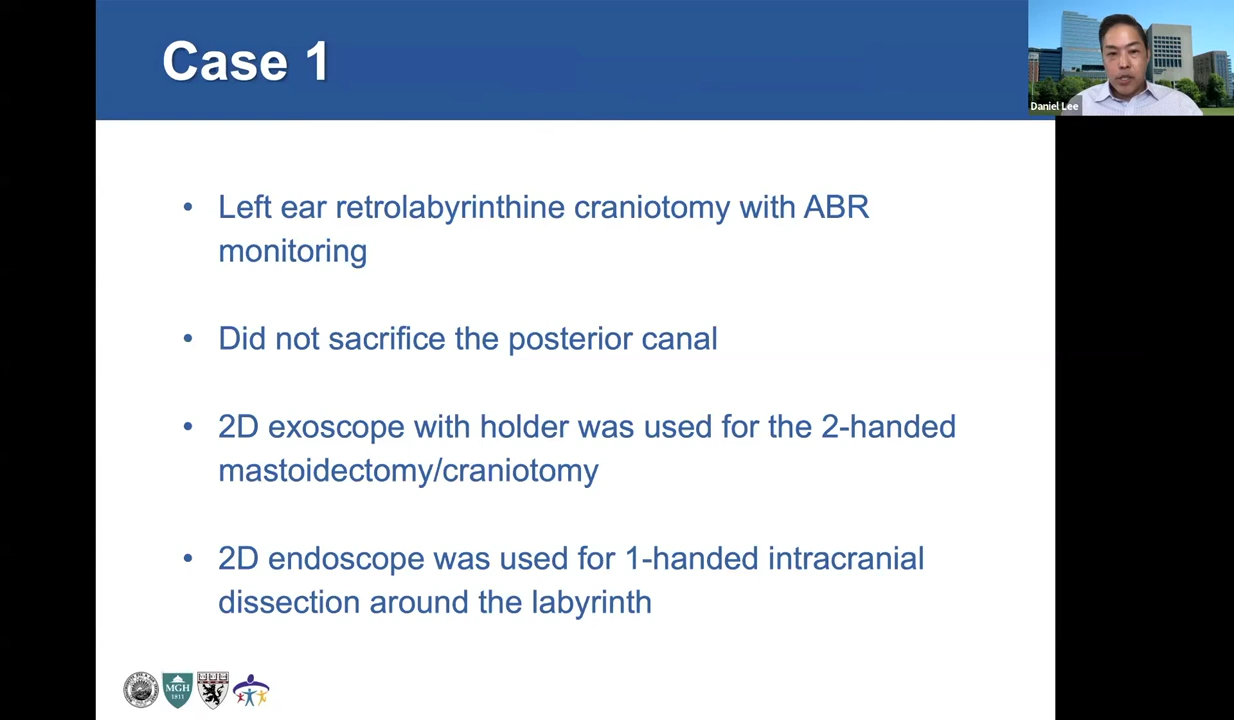 Case 1
Daniel Lee
• Left ear retrolabyrinthine craniotomy with ABR
monitoring
• Did not sacrifice the posterior canal
• 2D exoscope with holder was used for the 2-handed
mastoidectomy/craniotomy
• 2D endoscope was used for 1-handed intracranial
dissection around the labyrinth
MGH
1811